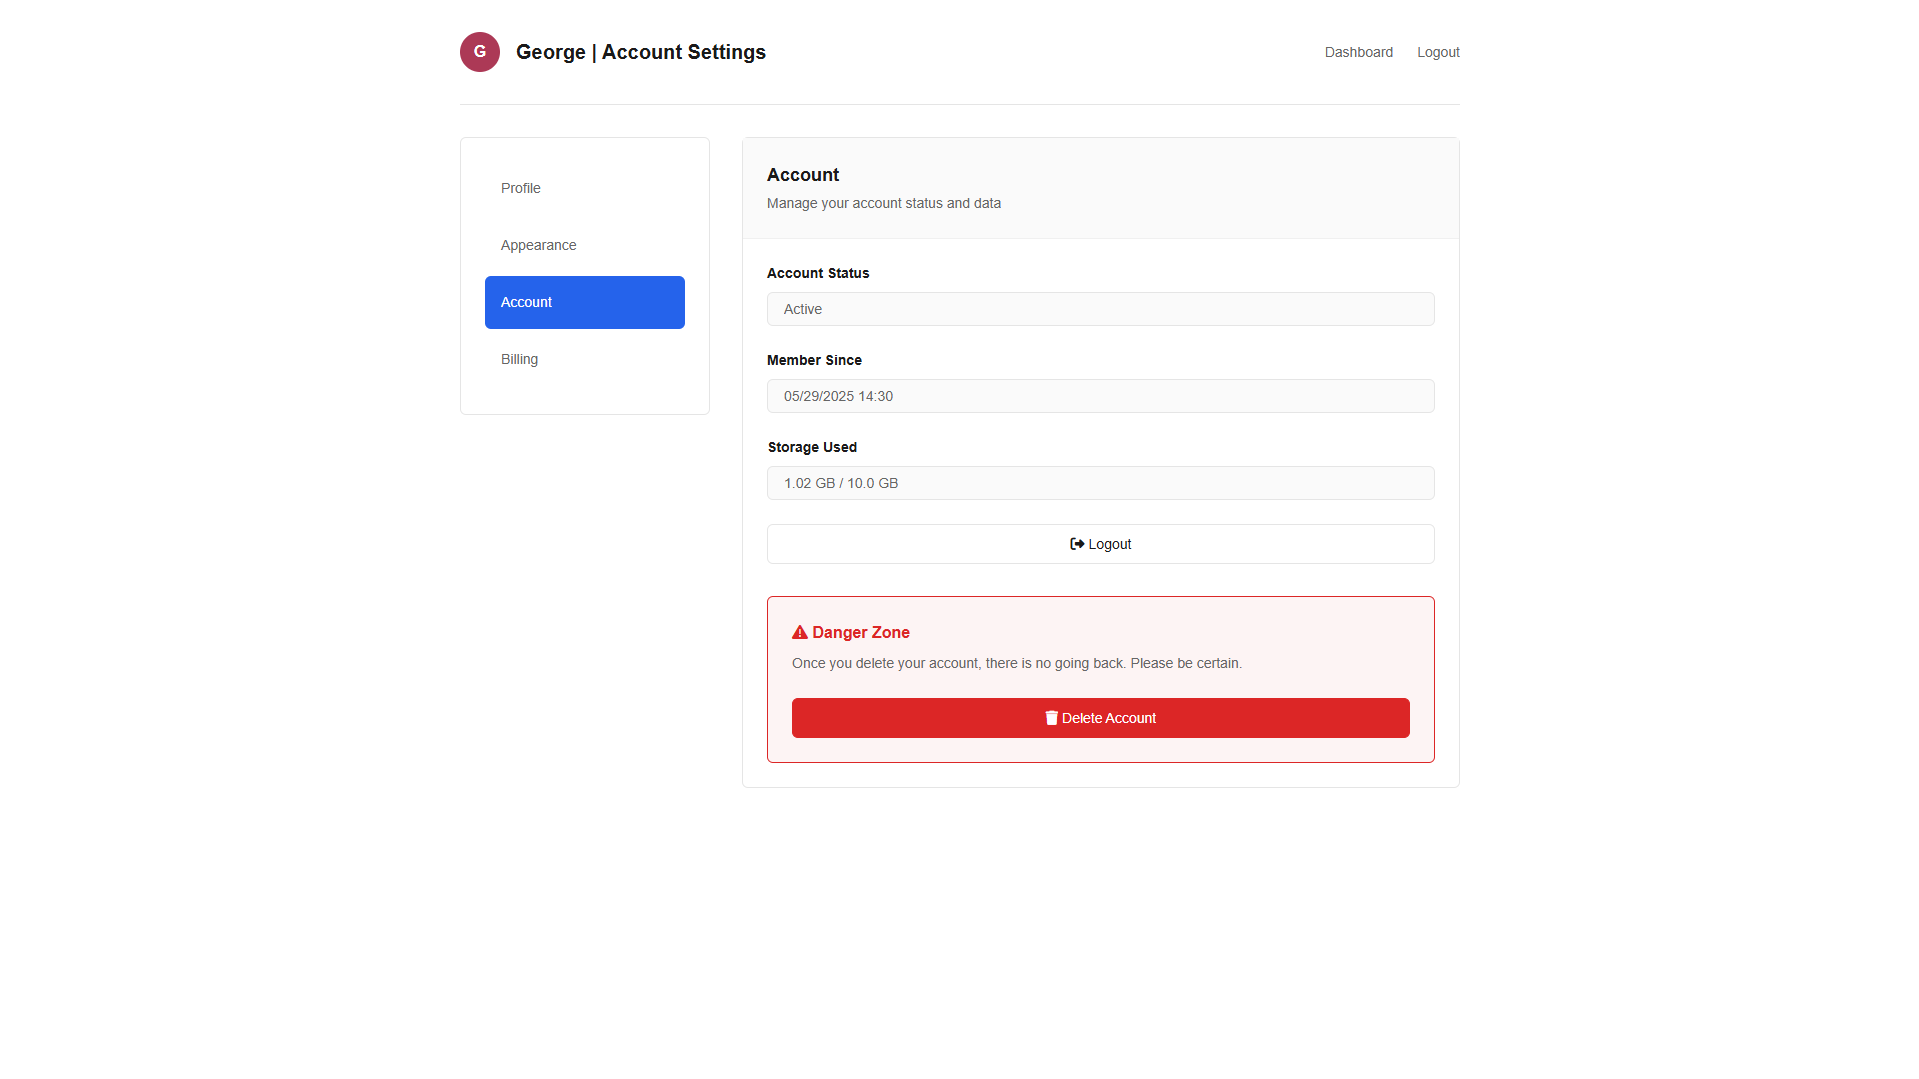 G
George | Account Settings
Dashboard
Logout
Profile
Appearance
Account
Billing
Account
Manage your account status and data
Account Status
Active
Member Since
05/29/2025 14:30
Storage Used
1.02 GB / 10.0 GB
Logout
Danger Zone
Once you delete your account, there is no going back. Please be certain.
Delete Account